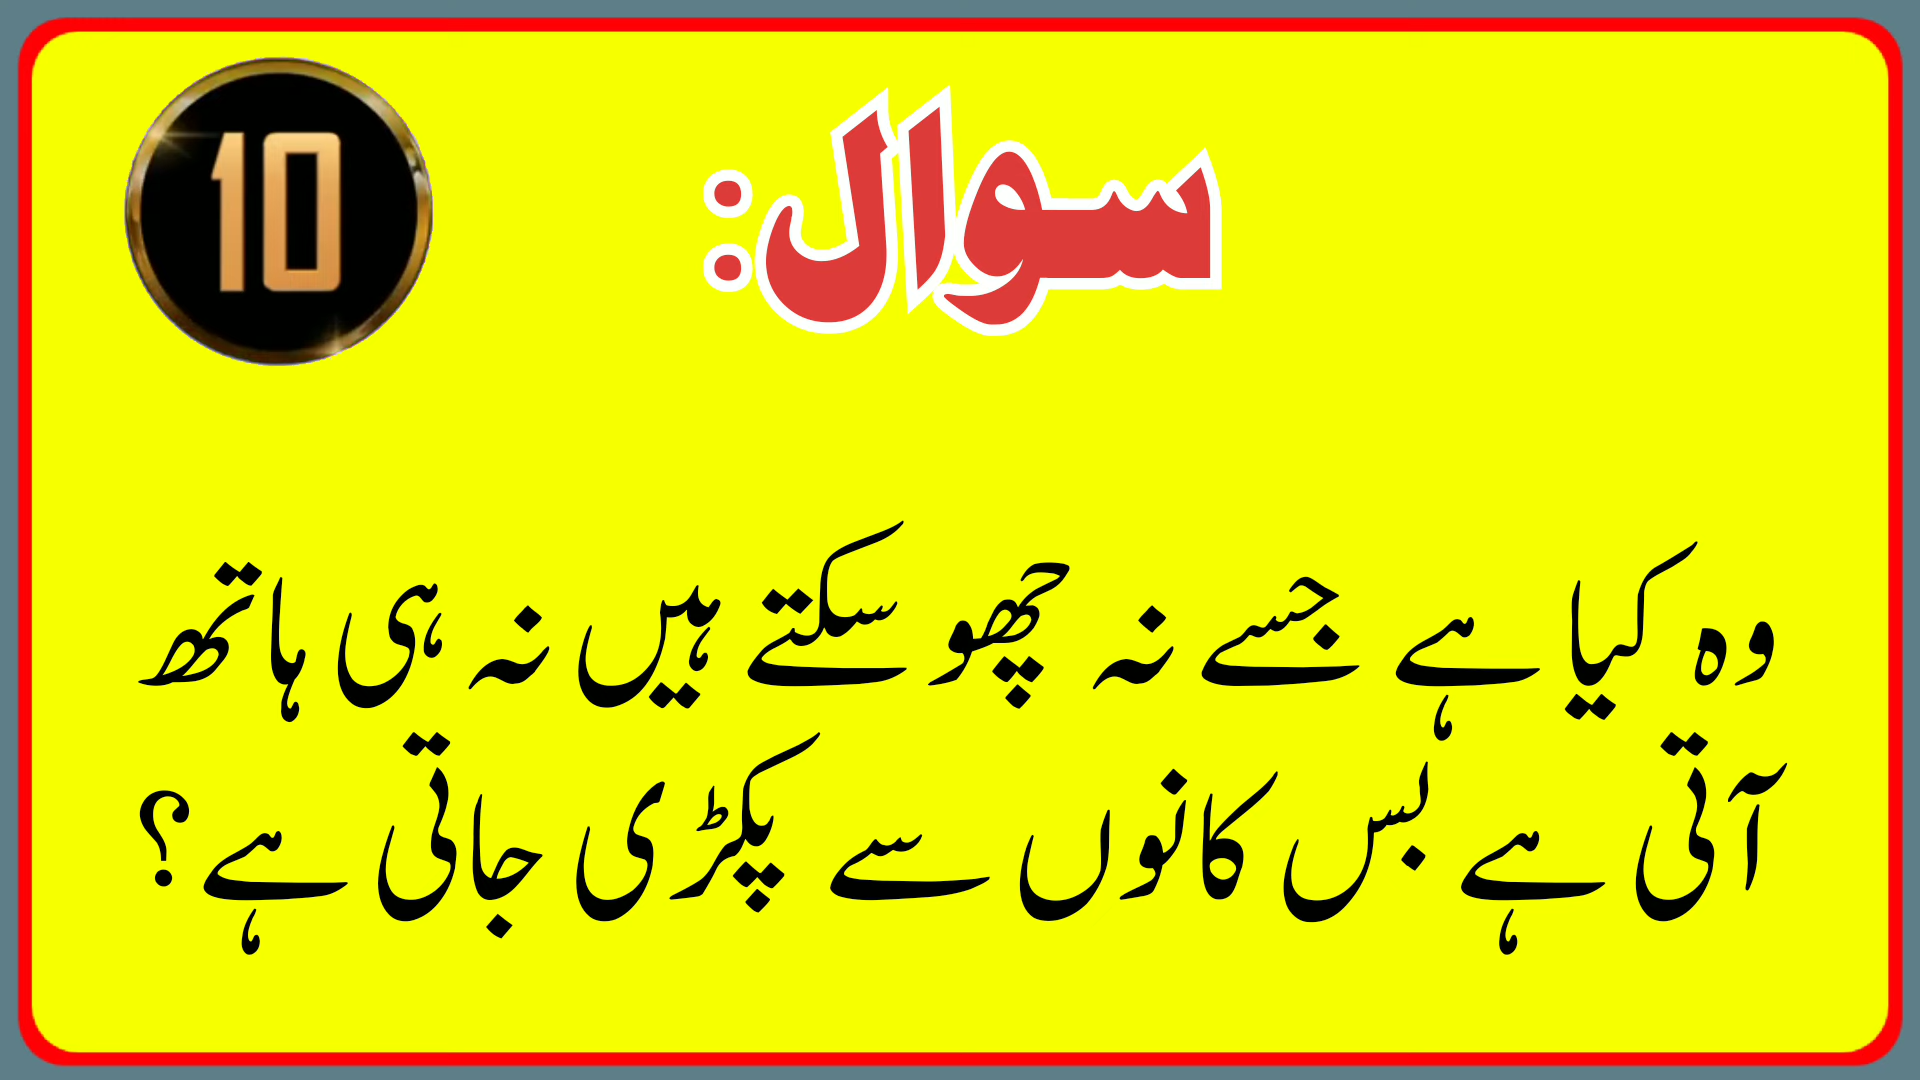 10
سوال:
وہ کیا ہے جسے نہ چھو سکتے ہیں نہ ہی ہاتھ
آتی ہے بس کانوں سے پکڑی جاتی ہے؟